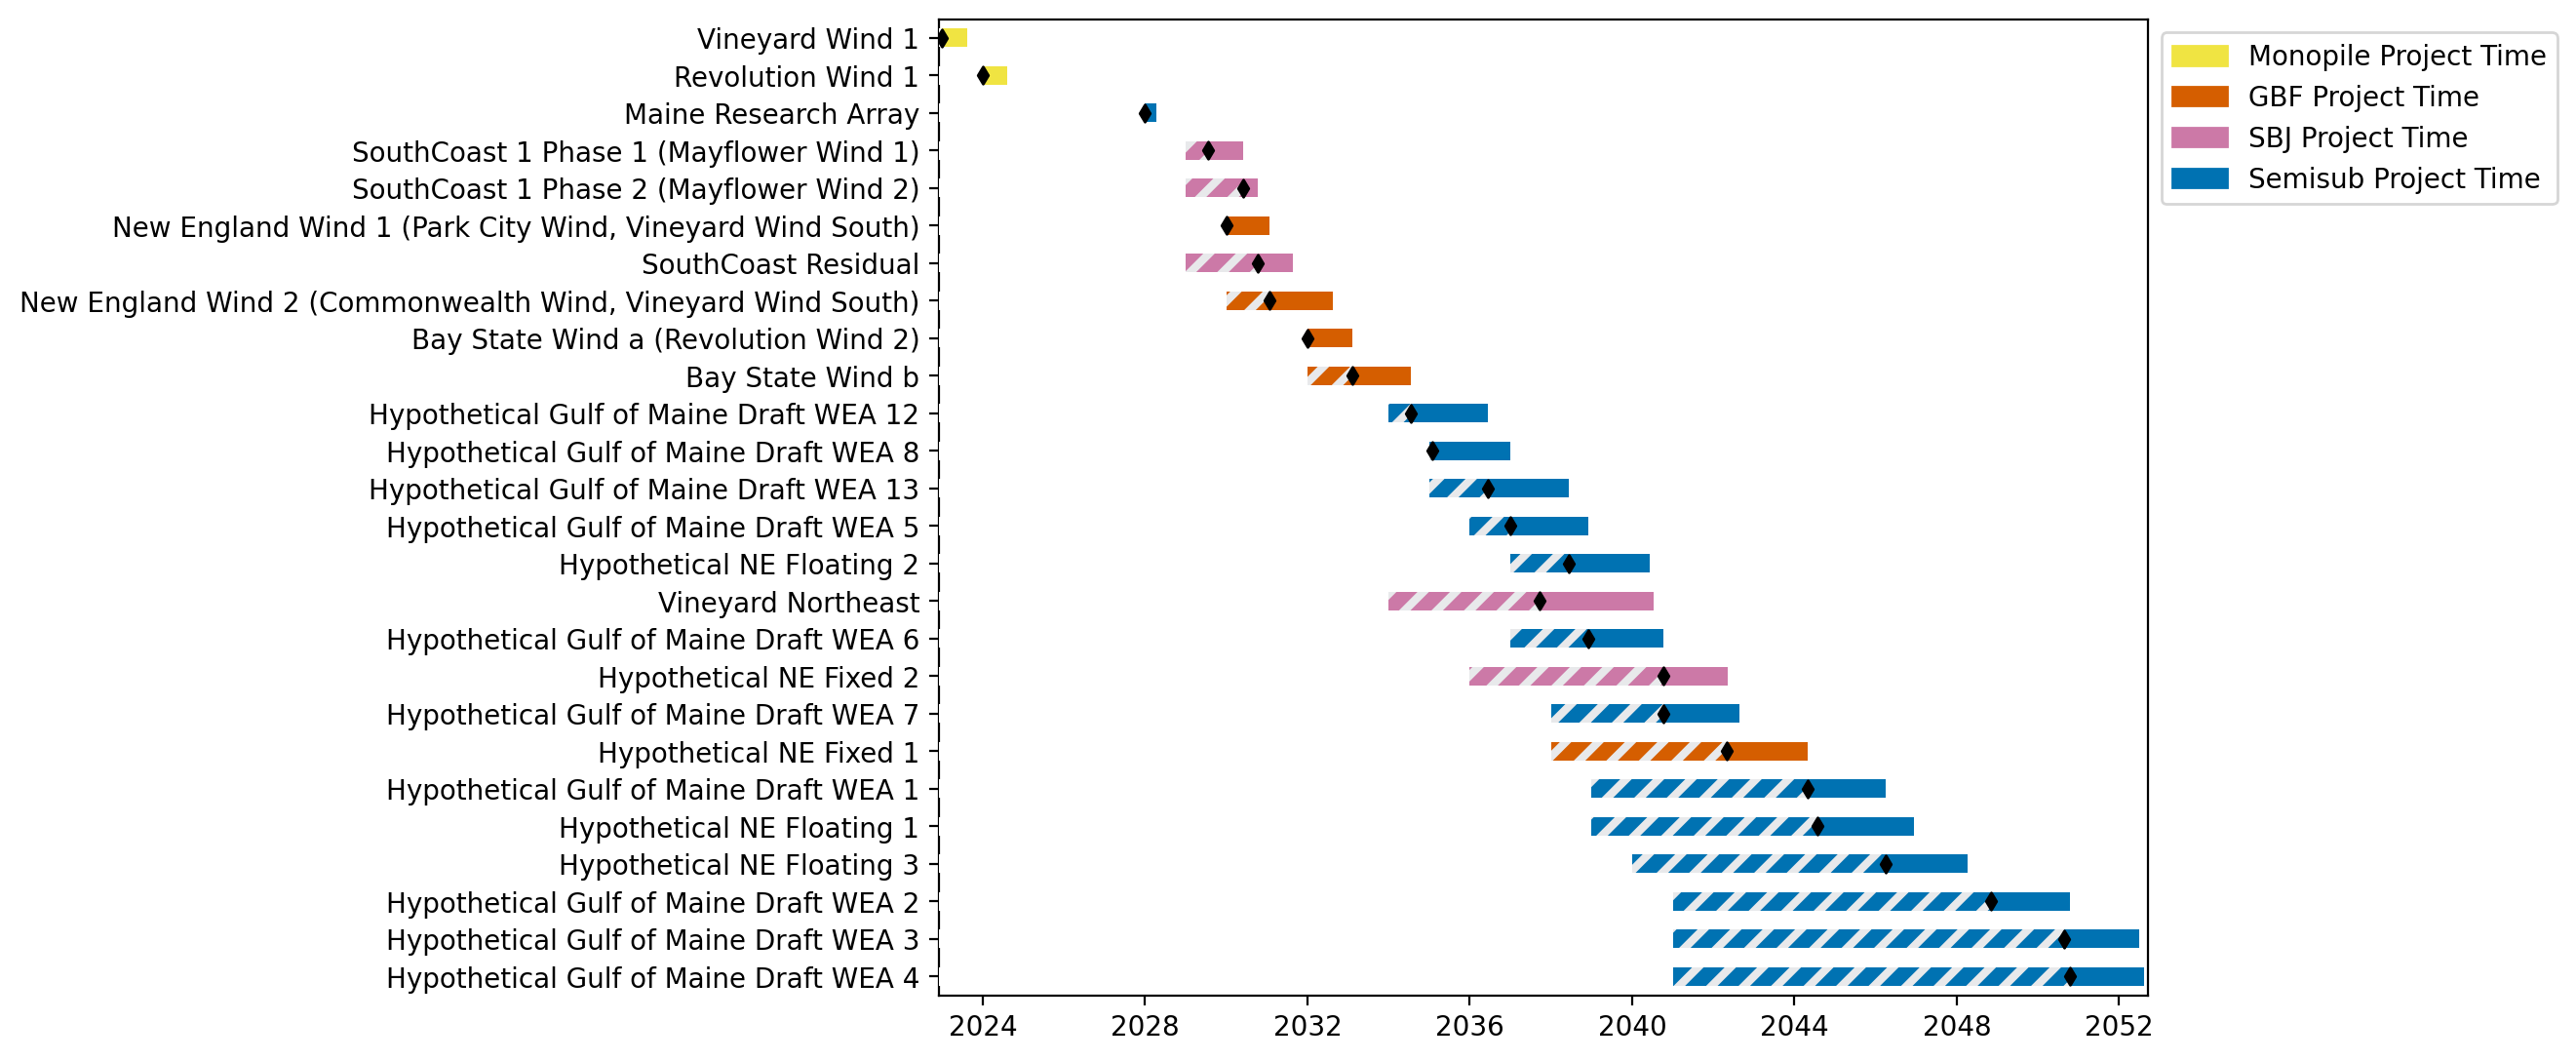 Vineyard Wind 1
Revolution Wind 1
Maine Research Array
SouthCoast 1 Phase 1 (Mayflower Wind 1)
SouthCoast 1 Phase 2 (Mayflower Wind 2)
New England Wind 1 (Park City Wind, Vineyard Wind South)
SouthCoast Residual
New England Wind 2 (Commonwealth Wind, Vineyard Wind South)
Bay State Wind a (Revolution Wind 2)
Bay State Wind b
Hypothetical Gulf of Maine Draft WEA 12
Hypothetical Gulf of Maine Draft WEA 8
Hypothetical Gulf of Maine Draft WEA 13
Hypothetical Gulf of Maine Draft WEA 5
Hypothetical NE Floating 2
Vineyard Northeast
Hypothetical Gulf of Maine Draft WEA 6
Hypothetical NE Fixed 2
Hypothetical Gulf of Maine Draft WEA 7
Hypothetical NE Fixed 1
Hypothetical Gulf of Maine Draft WEA 1
Hypothetical NE Floating 1
Hypothetical NE Floating 3
Hypothetical Gulf of Maine Draft WEA 2
Hypothetical Gulf of Maine Draft WEA 3
Hypothetical Gulf of Maine Draft WEA 4
2024 2028 2032 2036 2040 2044 2048 2052
Monopile Project Time
GBF Project Time
SBJ Project Time
Semisub Project Time